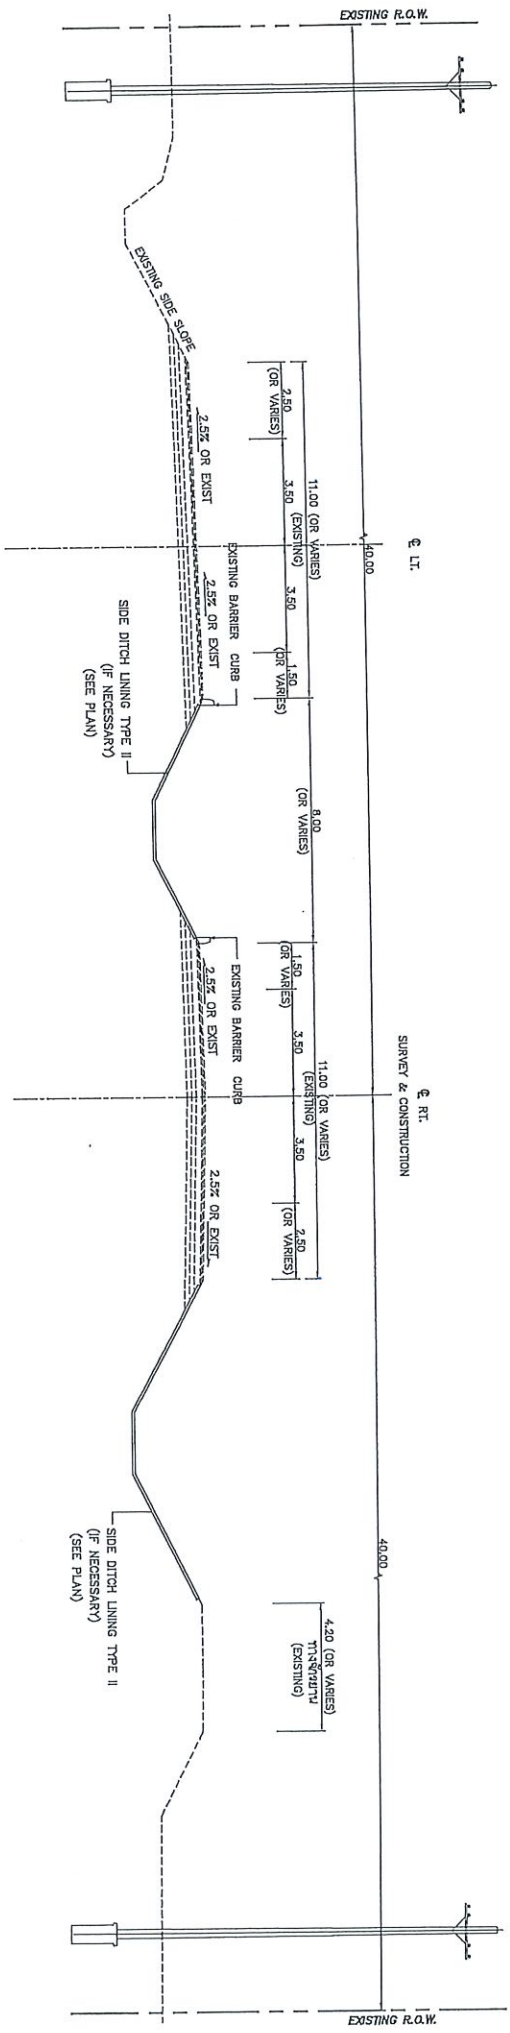 EXISTING R.O.W.
40.00
40.00
EXISTING R.O.W.
℄ LT.
℄ RT.
SURVEY & CONSTRUCTION
11.00 (OR VARIES)
(EXISTING)
2.50
(OR VARIES)
3.50
3.50
1.50
(OR VARIES)
8.00
(OR VARIES)
11.00 (OR VARIES)
(EXISTING)
1.50
(OR VARIES)
3.50
3.50
2.50
(OR VARIES)
4.20 (OR VARIES)
ทางจักรยาน
(EXISTING)
EXISTING SIDE SLOPE
2.5% OR EXIST
2.5% OR EXIST
EXISTING BARRIER CURB
EXISTING BARRIER CURB
2.5% OR EXIST
2.5% OR EXIST
SIDE DITCH LINING TYPE II
(IF NECESSARY)
(SEE PLAN)
SIDE DITCH LINING TYPE II
(IF NECESSARY)
(SEE PLAN)